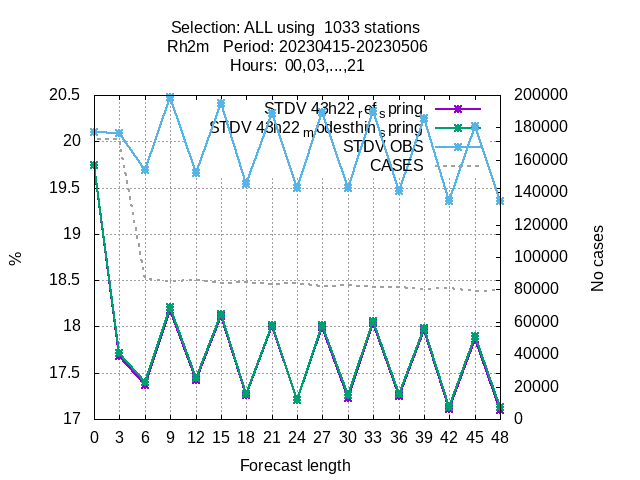 Selection: ALL using  1033 stations
Rh2m   Period: 20230415-20230506
Hours:  00,03,...,21
20.5
20
19.5
19
18.5
18
17.5
17
200000
180000
160000
140000
120000
100000
80000
60000
40000
20000
0
STDV 43h22_ref_spring
STDV 43h22_modesthin_spring
STDV OBS
CASES
%
No cases
0 3 6 9 12 15 18 21 24 27 30 33 36 39 42 45 48
Forecast length